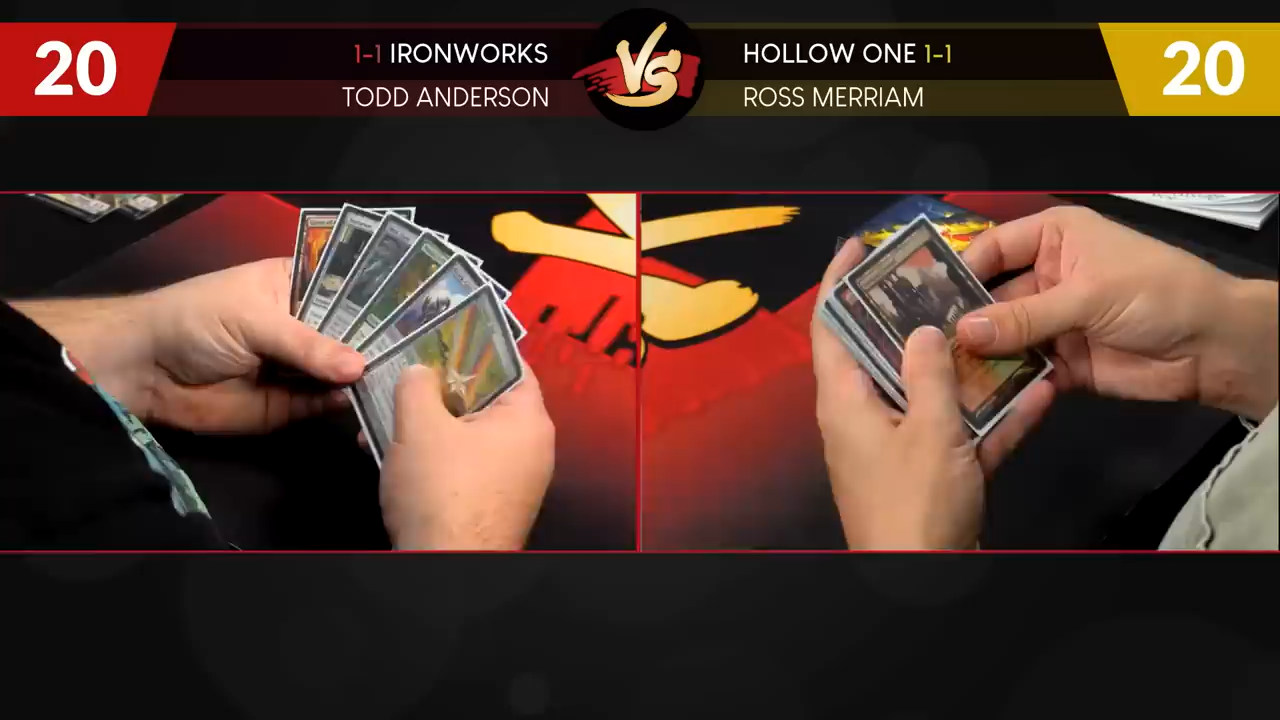 20
1-1 IRONWORKS
TODD ANDERSON
VS
HOLLOW ONE 1-1
ROSS MERRIAM
20